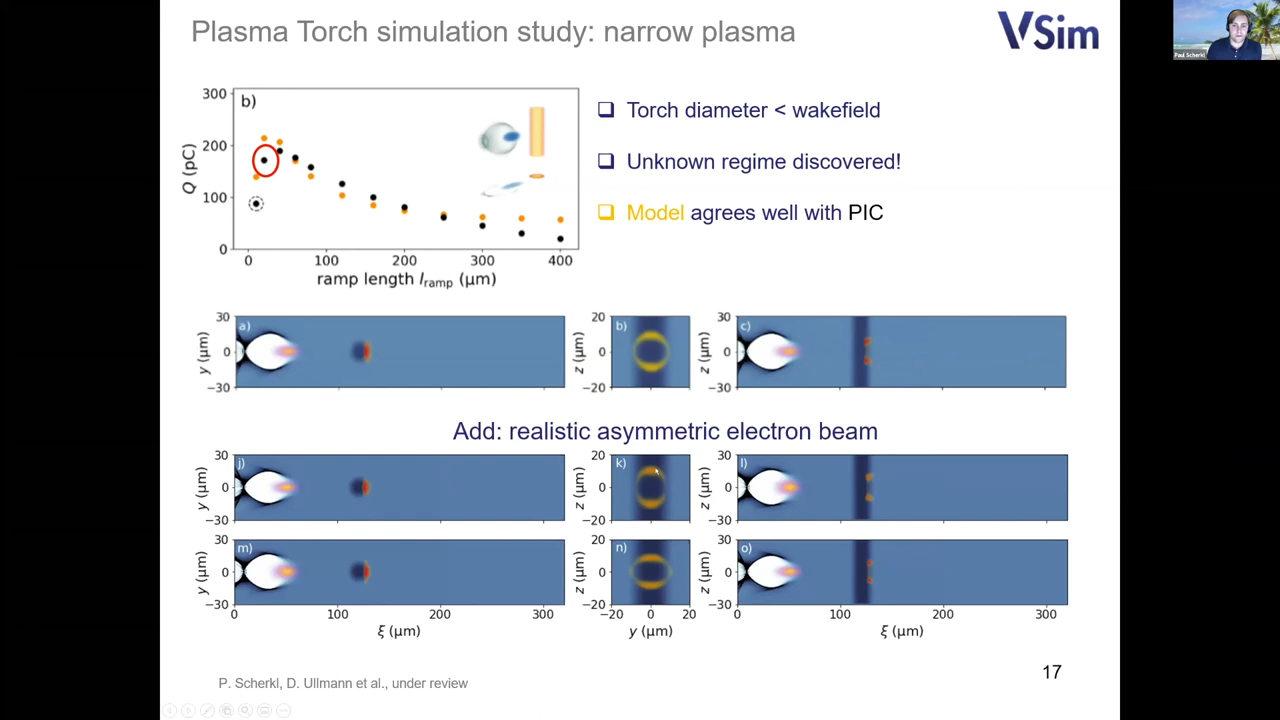 Plasma Torch simulation study: narrow plasma
VSim
Paul Scherkl
b)
300
200
100
0
Q (pC)
0 100 200 300 400
ramp length lramp (μm)
❑ Torch diameter < wakefield
❑ Unknown regime discovered!
❑ Model agrees well with PIC
a)
30
0
−30
y (μm)
b)
20
0
−20
z (μm)
c)
30
0
−30
z (μm)
Add: realistic asymmetric electron beam
j)
30
0
−30
y (μm)
k)
20
0
−20
z (μm)
l)
30
0
−30
z (μm)
m)
30
0
−30
y (μm)
0 100 300
ξ (μm)
n)
20
0
−20
z (μm)
−20 0 20
y (μm)
o)
30
0
−30
z (μm)
0 100 300
ξ (μm)
P. Scherkl, D. Ullmann et al., under review
17